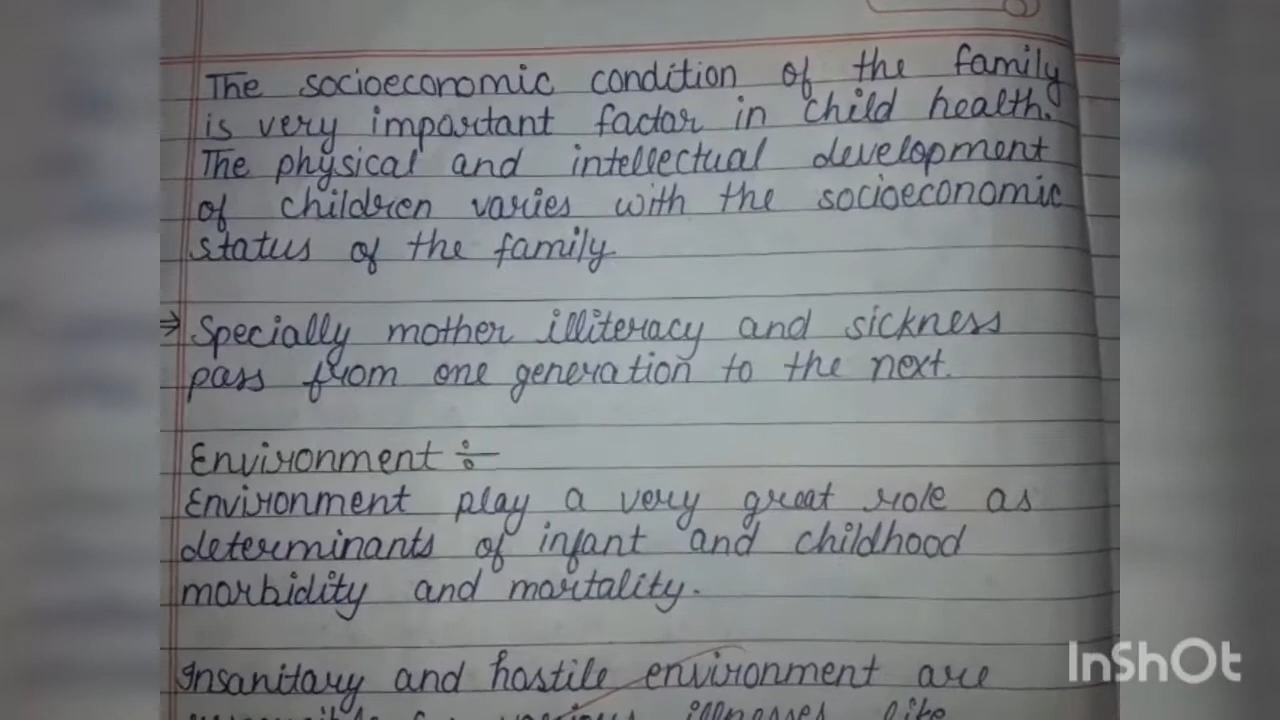 The socioeconomic condition of the family
is very important factor in child health.
The physical and intellectual development
of children varies with the socioeconomic
status of the family.
⇒ Specially mother illiteracy and sickness
pass from one generation to the next.
Environment ÷
Environment play a very great role as
determinants of infant and childhood
morbidity and mortality.
Insanitary and hostile environment are
various illnesses like
InShOt